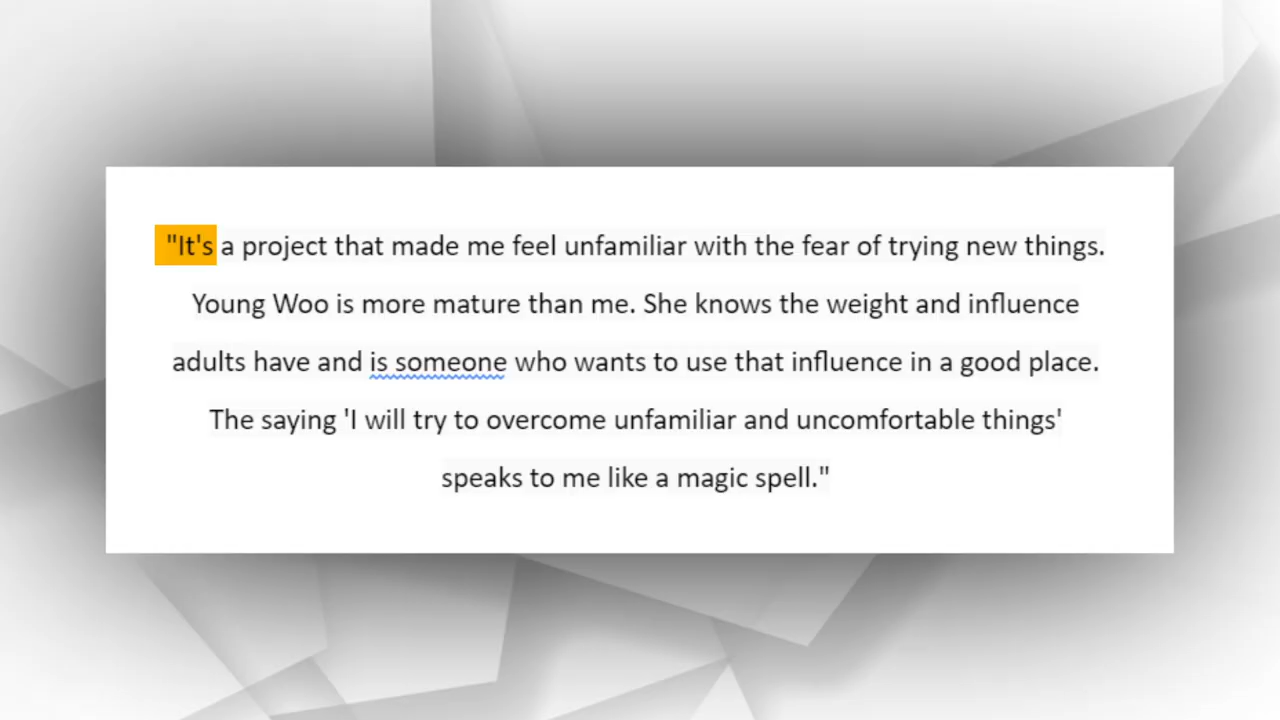 "It's a project that made me feel unfamiliar with the fear of trying new things.
Young Woo is more mature than me. She knows the weight and influence
adults have and is someone who wants to use that influence in a good place.
The saying 'I will try to overcome unfamiliar and uncomfortable things'
speaks to me like a magic spell."